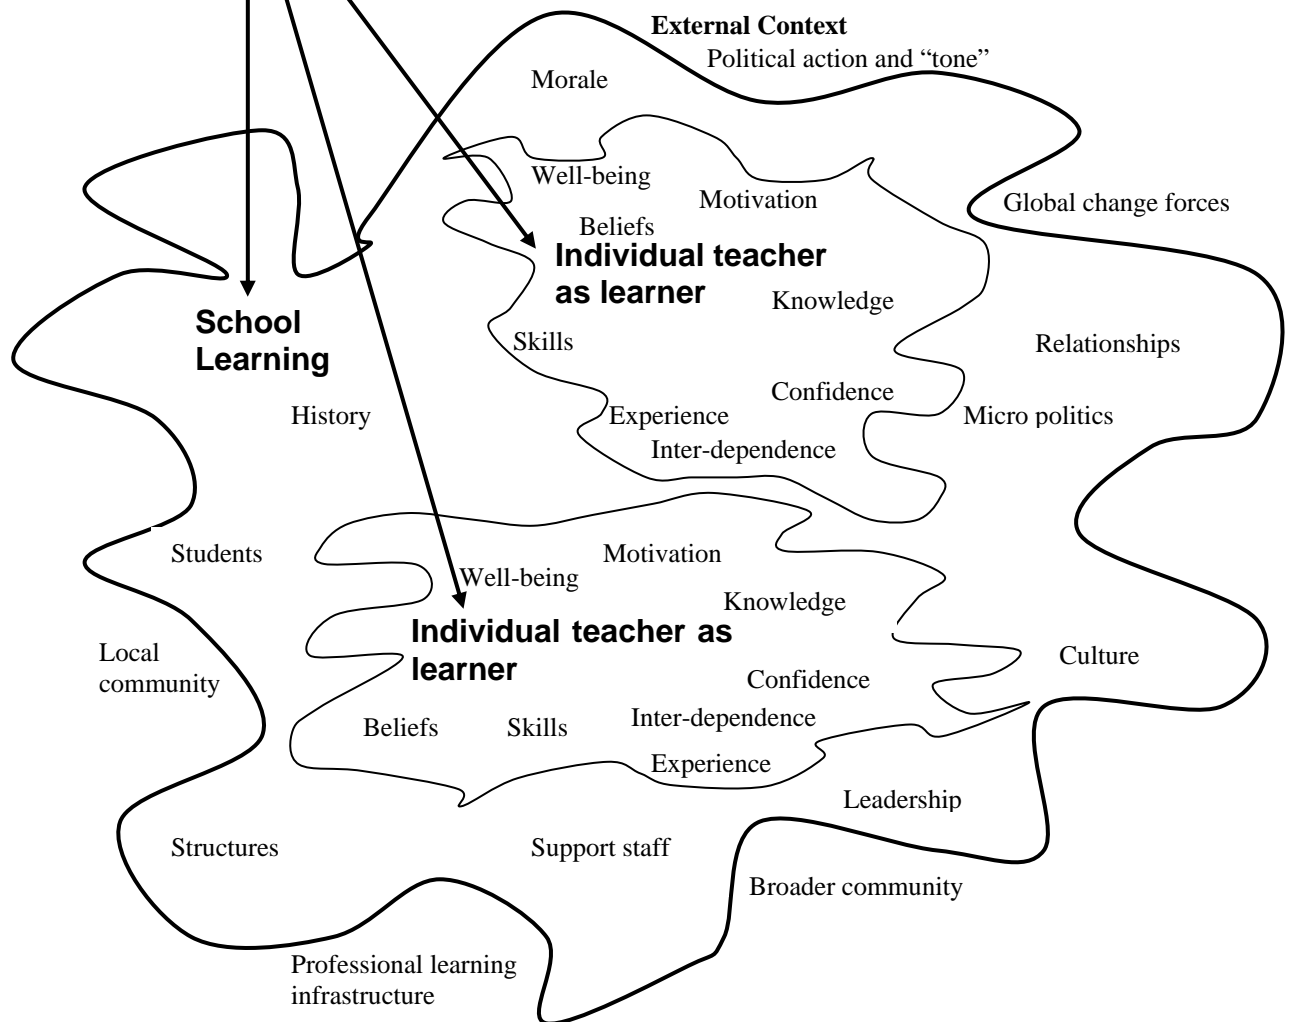 External Context
Political action and “tone”
Morale
Well-being
Motivation
Global change forces
Beliefs
Individual teacher
as learner
Knowledge
School
Learning
Skills
Relationships
History
Confidence
Experience
Micro politics
Inter-dependence
Students
Motivation
Well-being
Knowledge
Individual teacher as
learner
Local
community
Culture
Confidence
Beliefs
Skills
Inter-dependence
Experience
Leadership
Structures
Support staff
Broader community
Professional learning
infrastructure